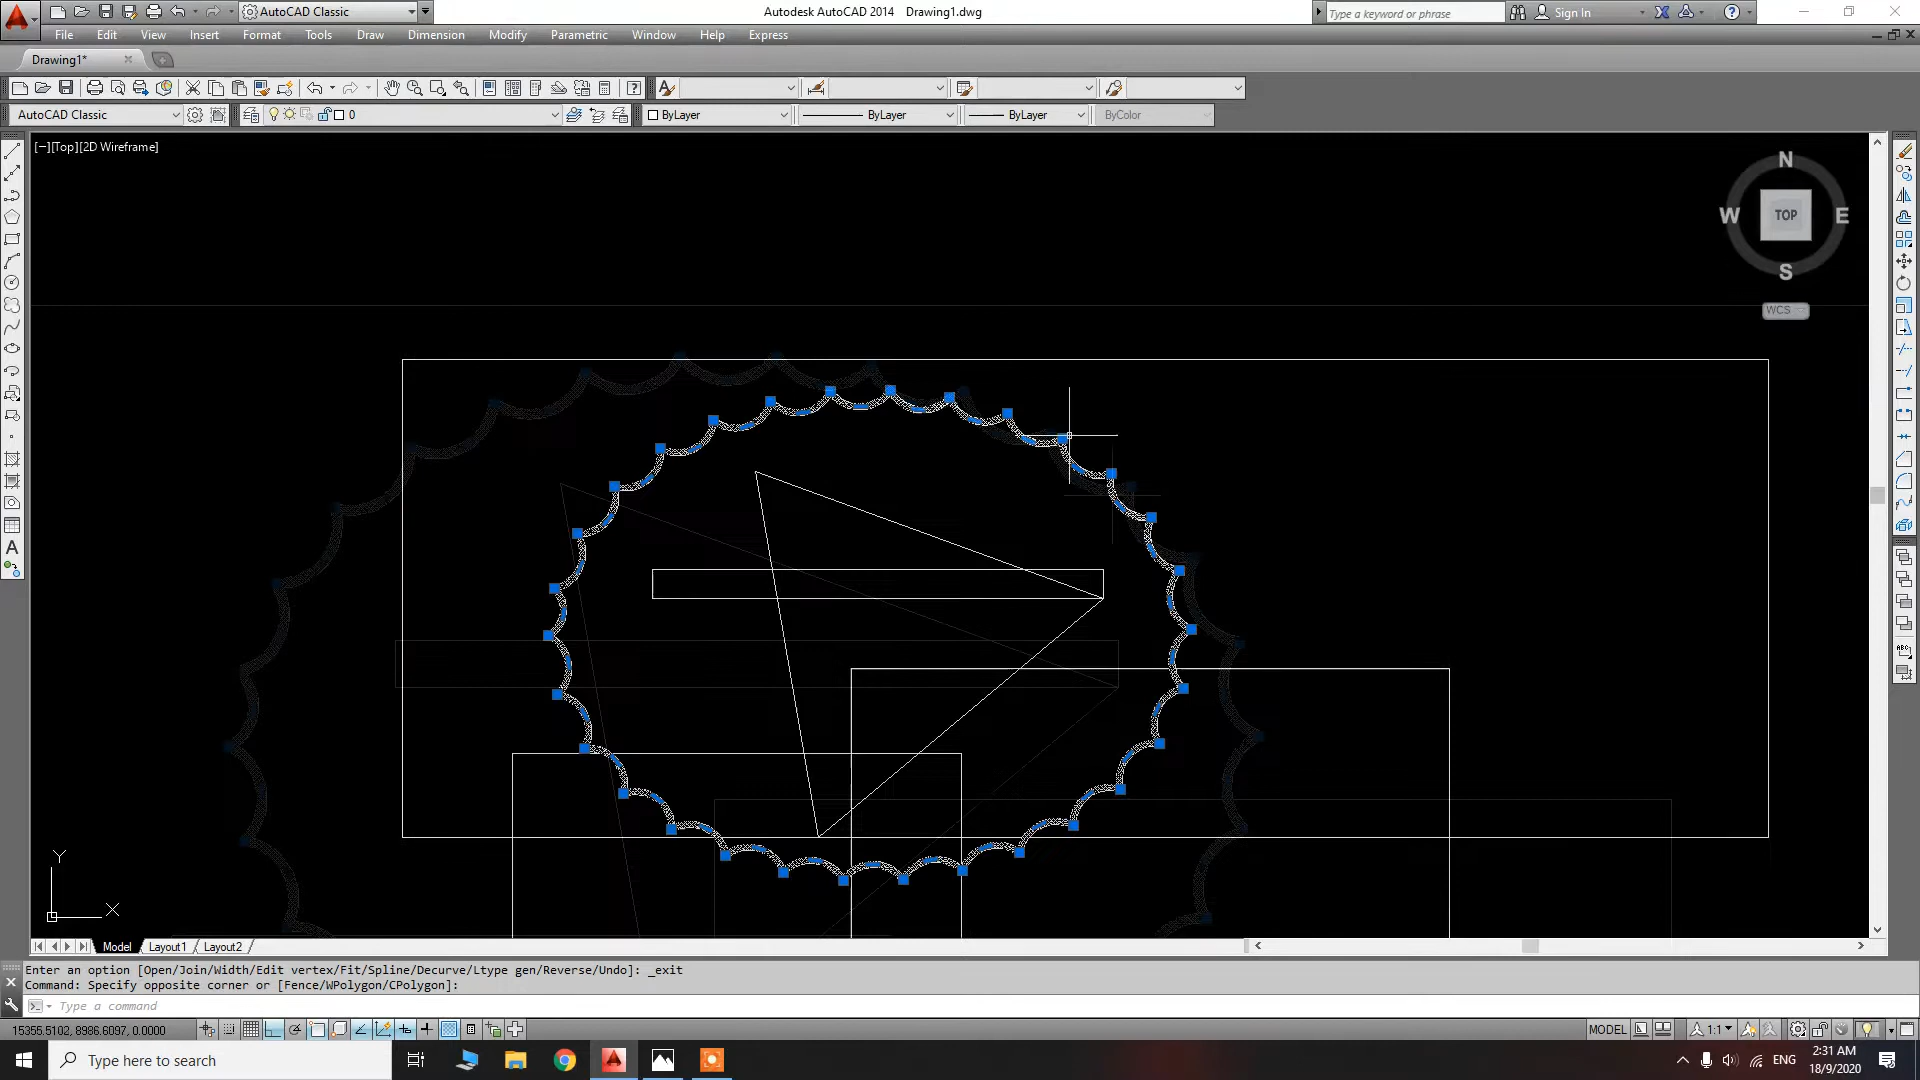 AutoCAD Classic
Autodesk AutoCAD 2014 Drawing1.dwg
Type a keyword or phrase
Sign In
File Edit View Insert Format Tools Draw Dimension Modify Parametric Window Help Express
Drawing1*
AutoCAD Classic 0 ByLayer ByLayer ByLayer ByColor
[−][Top][2D Wireframe]
N
W TOP E
S
WCS
Y
X
A
Model Layout1 Layout2
Enter an option [Open/Join/Width/Edit vertex/Fit/Spline/Decurve/Ltype gen/Reverse/Undo]: _exit
Command: Specify opposite corner or [Fence/WPolygon/CPolygon]:
Type a command
15355.5102, 8986.6097, 0.0000 MODEL 1:1
Type here to search
ENG
2:31 AM
18/9/2020